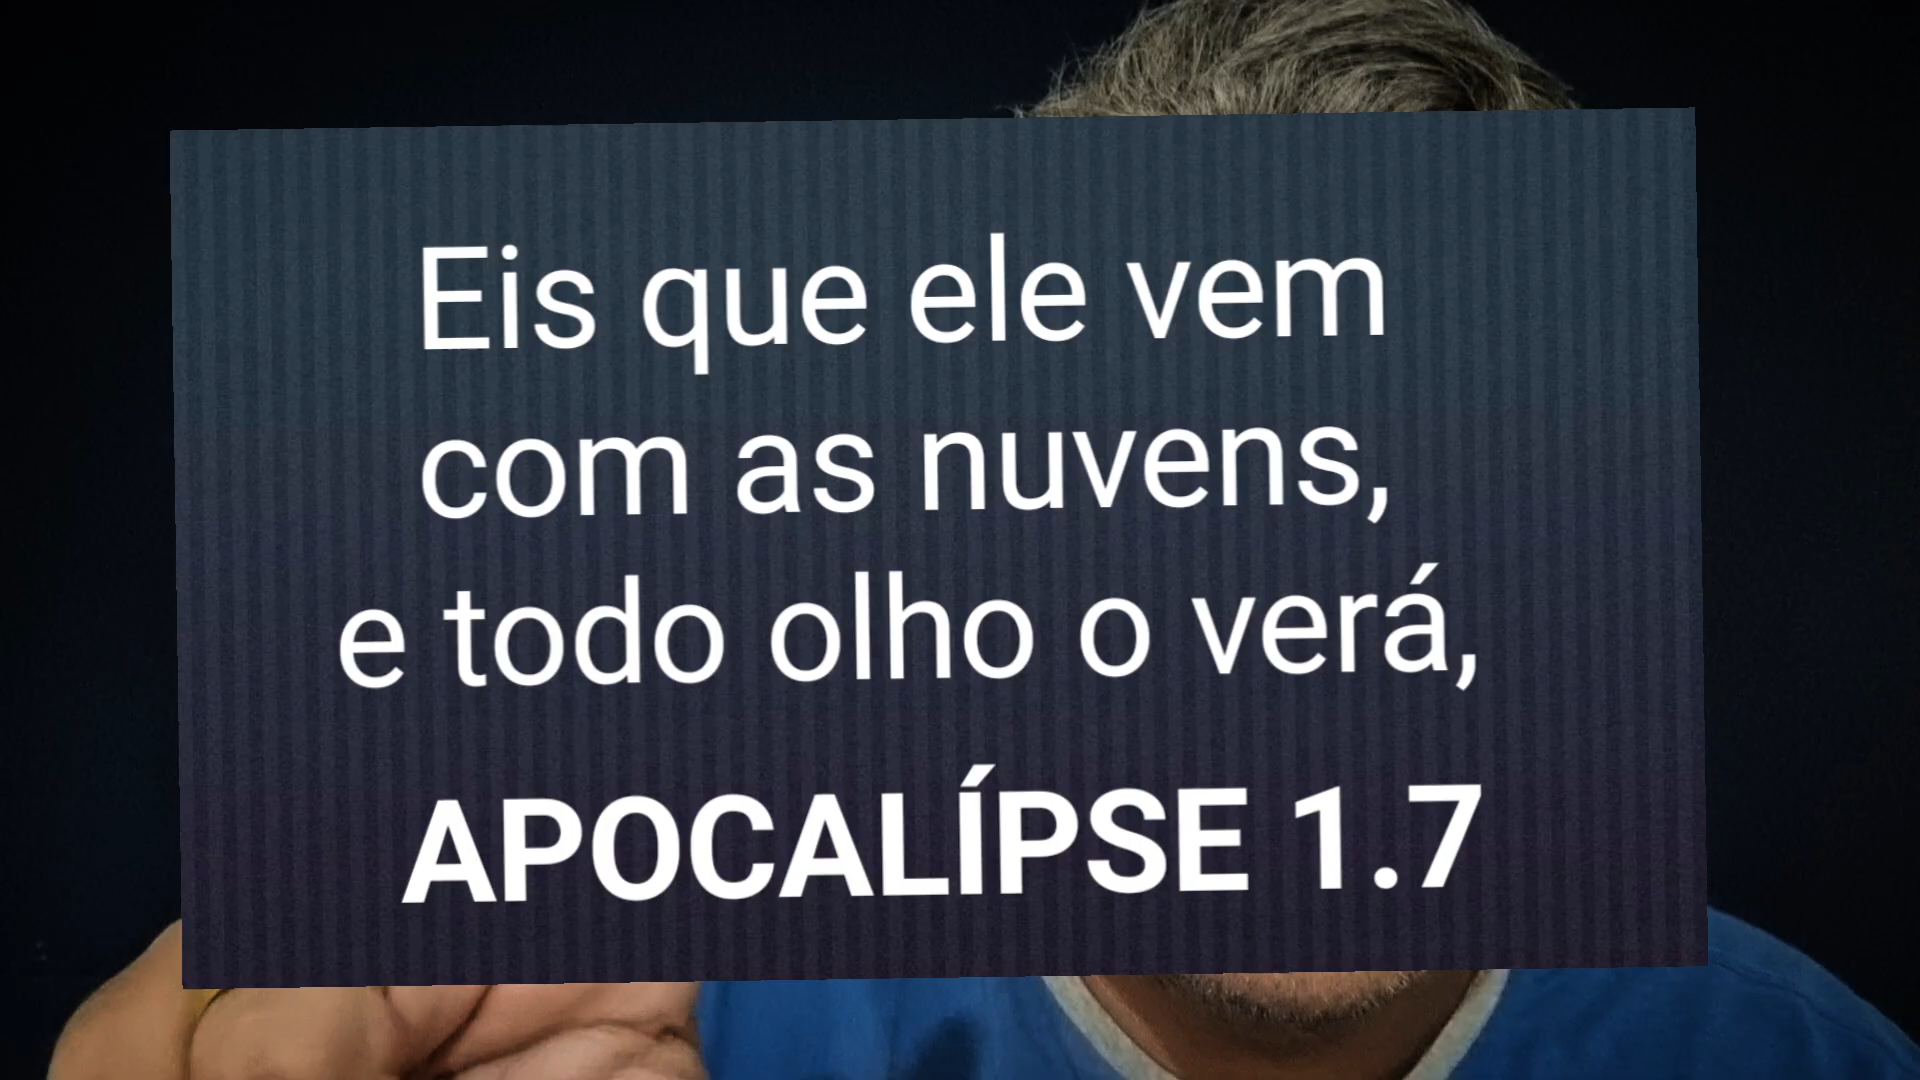 Eis que ele vem
com as nuvens,
e todo olho o verá,
APOCALÍPSE 1.7